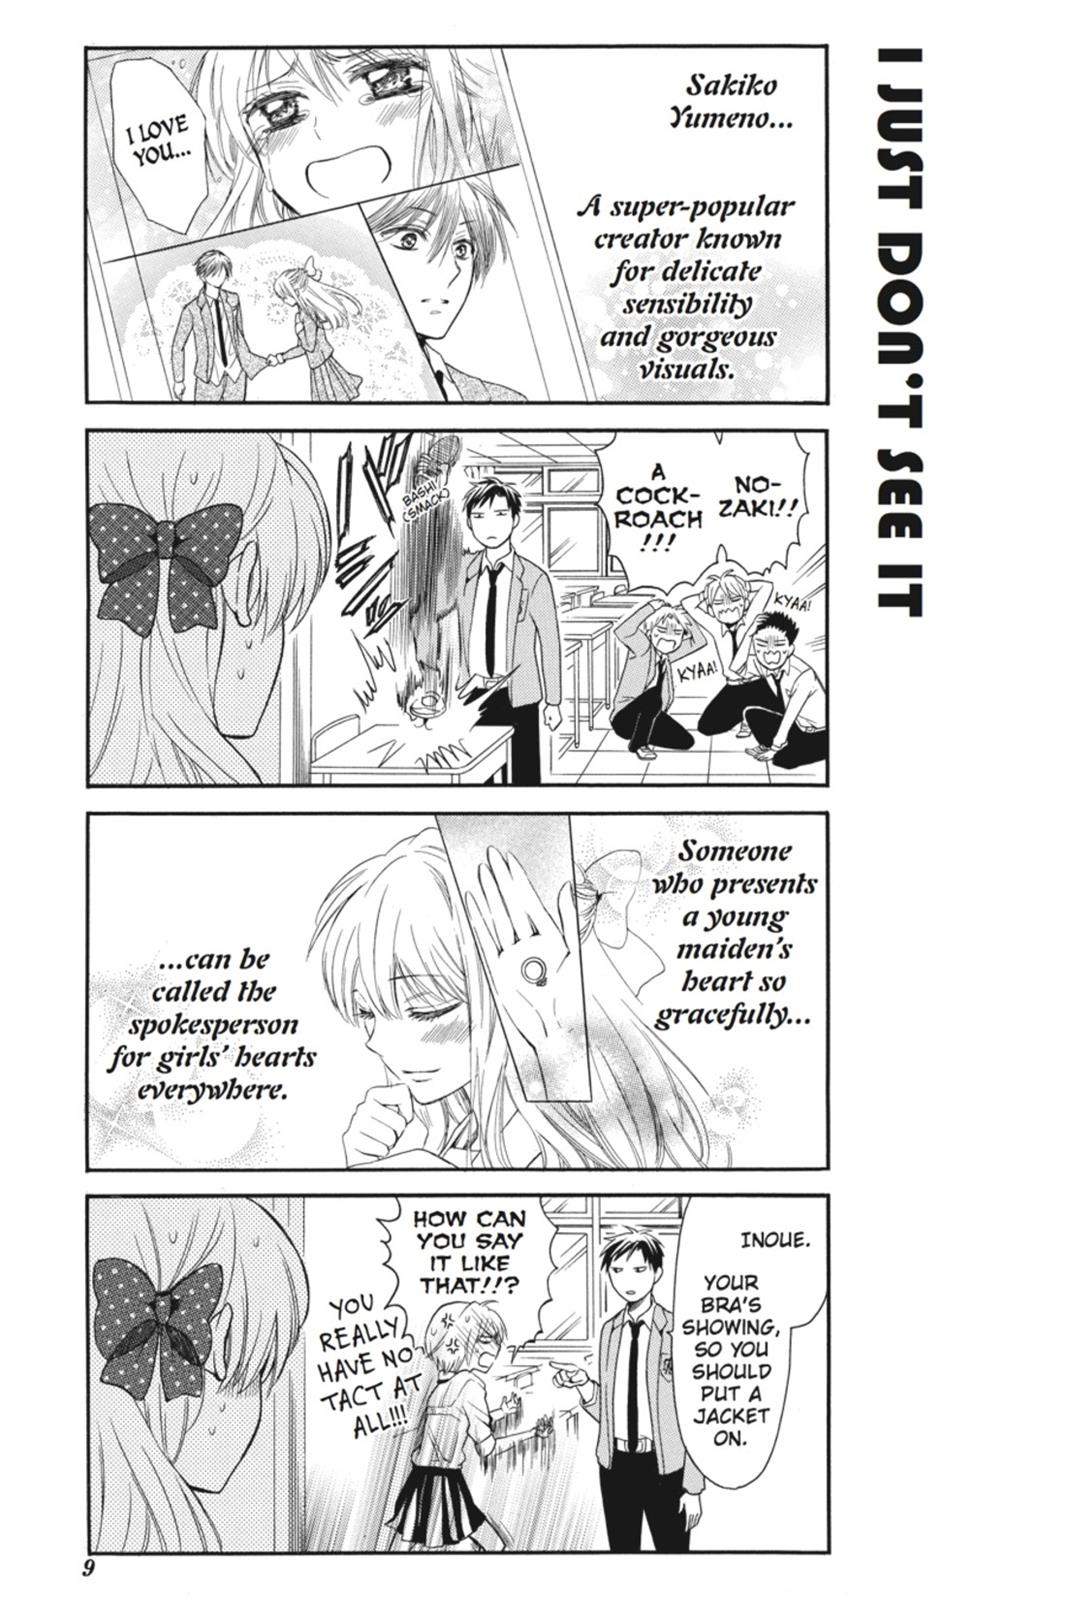 I JUST DON'T SEE IT
Sakiko
Yumeno...
A super-popular
creator known
for delicate
sensibility
and gorgeous
visuals.
I LOVE
YOU...
NO-
ZAKI!!
A
COCK-
ROACH
!!!
KYAA!
KYAA!
BASHI
(SMACK)
Someone
who presents
a young
maiden's
heart so
gracefully...
...can be
called the
spokesperson
for girls' hearts
everywhere.
INOUE.
YOUR
BRA'S
SHOWING,
SO YOU
SHOULD
PUT A
JACKET
ON.
HOW CAN
YOU SAY
IT LIKE
THAT!!?
YOU
REALLY
HAVE NO
TACT AT
ALL!!!
9